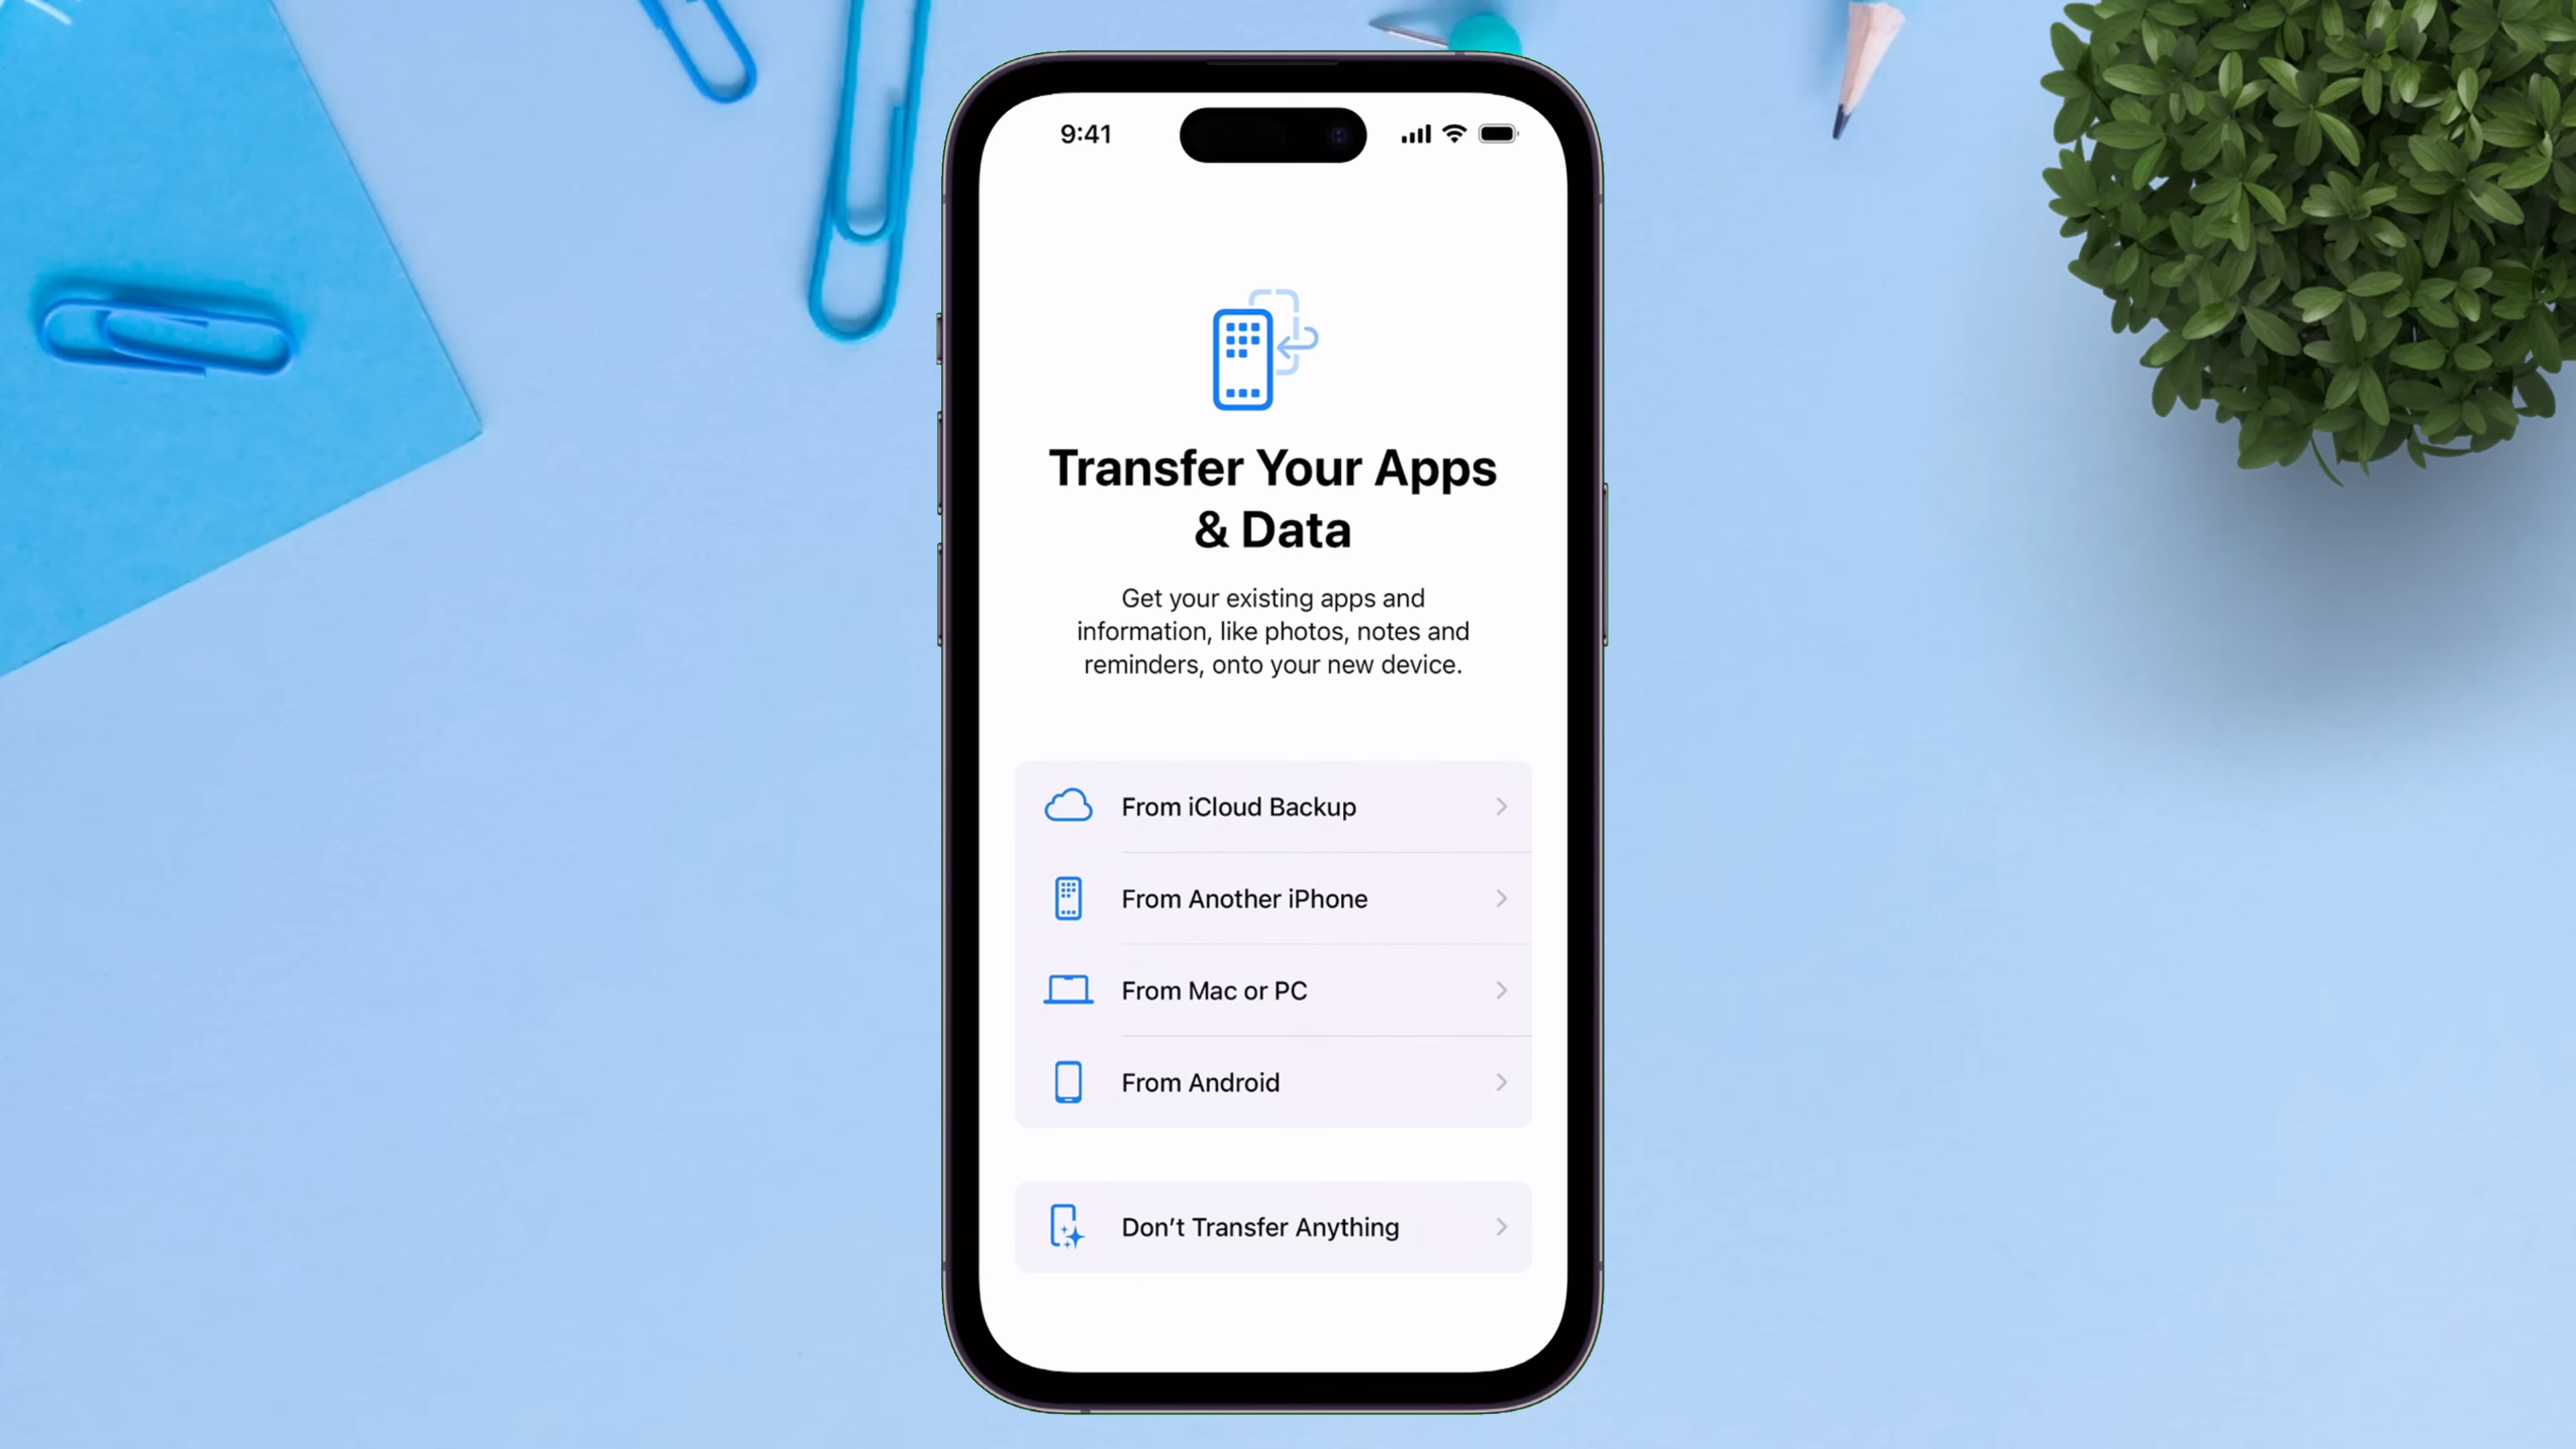 9:41
Transfer Your Apps
& Data
Get your existing apps and
information, like photos, notes and
reminders, onto your new device.
From iCloud Backup
From Another iPhone
From Mac or PC
From Android
Don’t Transfer Anything